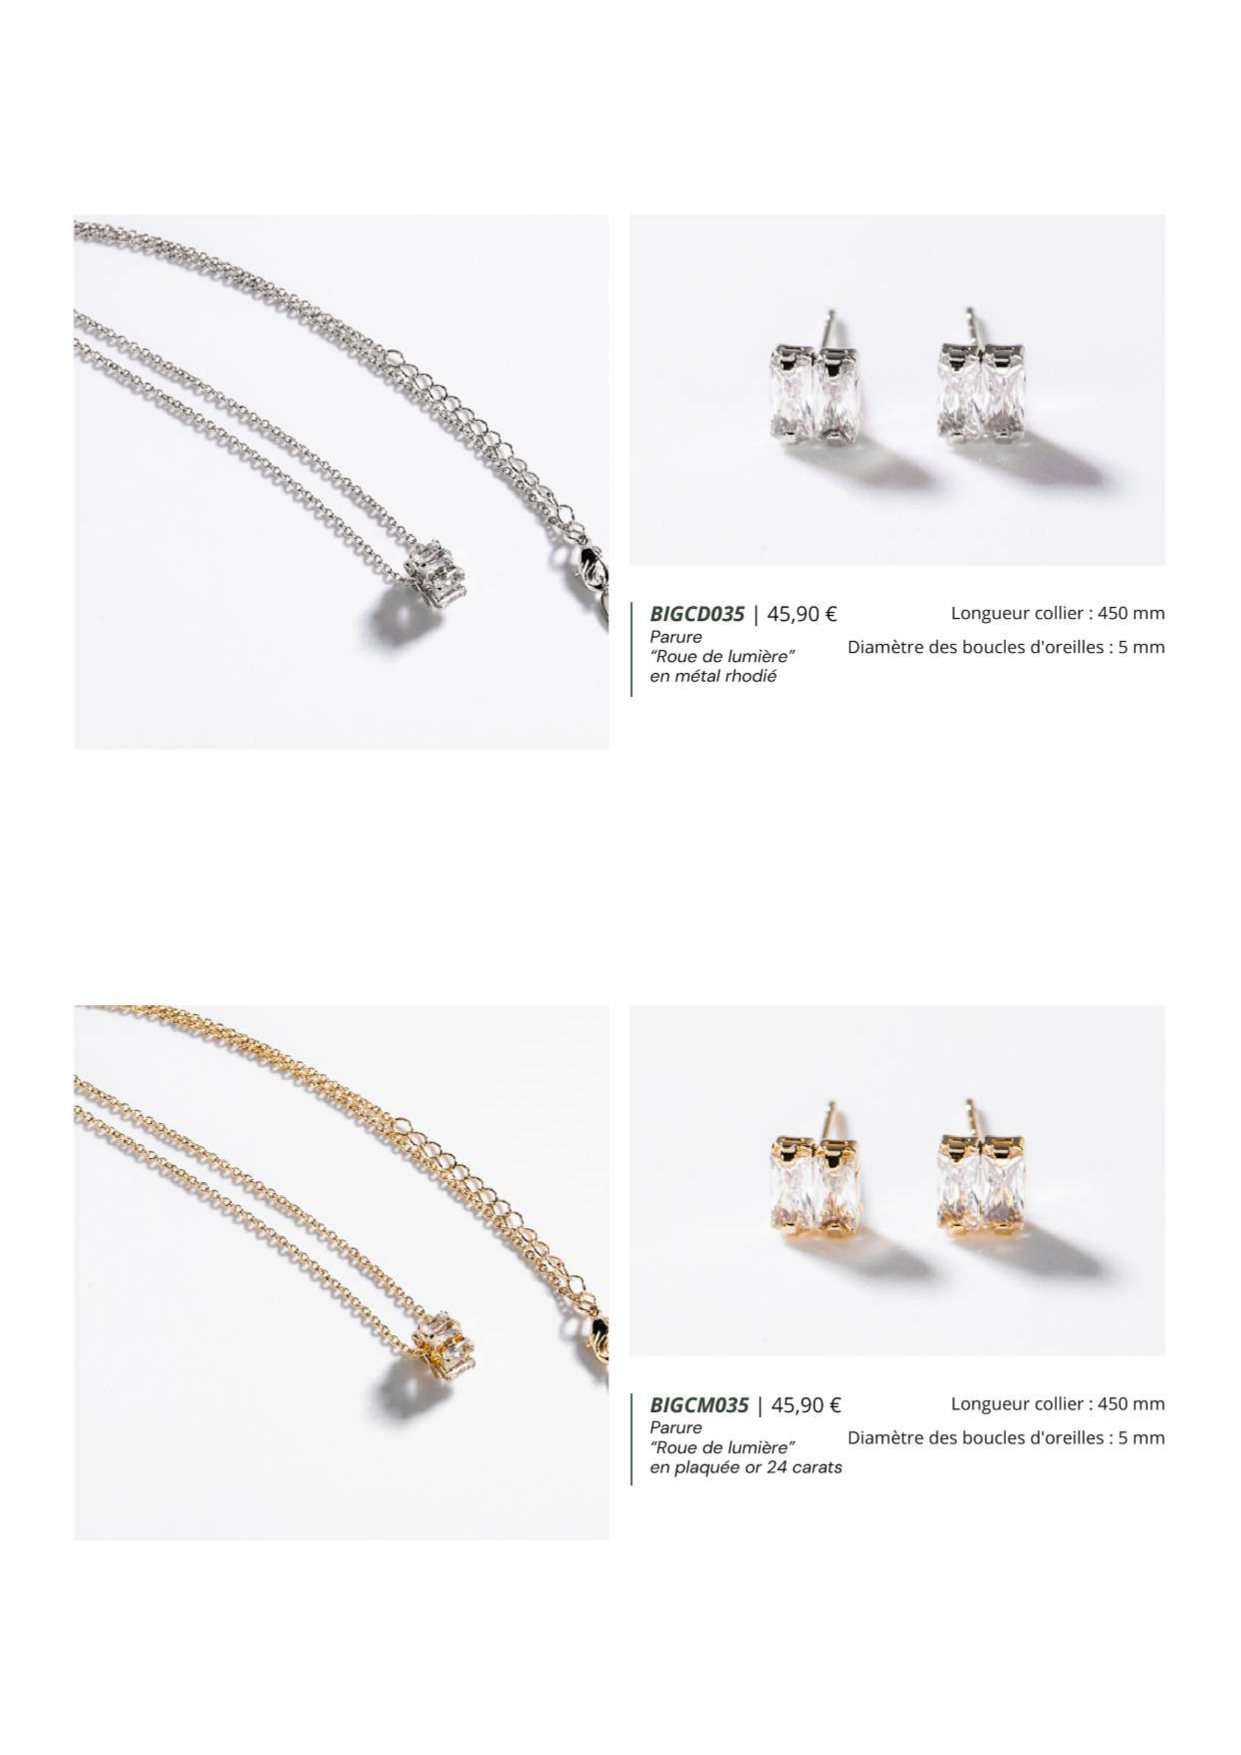 BIGCD035 | 45,90 €
Parure
“Roue de lumière”
en métal rhodié
Longueur collier : 450 mm
Diamètre des boucles d'oreilles : 5 mm
BIGCM035 | 45,90 €
Parure
“Roue de lumière”
en plaquée or 24 carats
Longueur collier : 450 mm
Diamètre des boucles d'oreilles : 5 mm